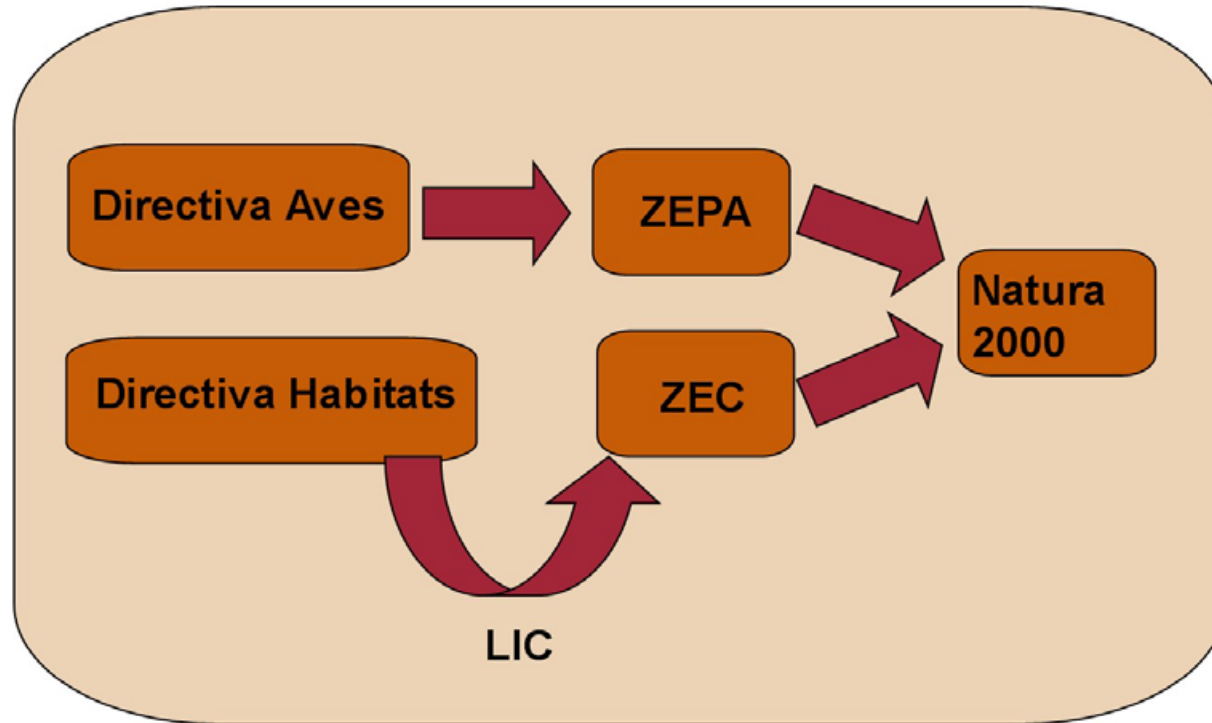 Directiva Aves
ZEPA
Natura
2000
Directiva Habitats
ZEC
LIC